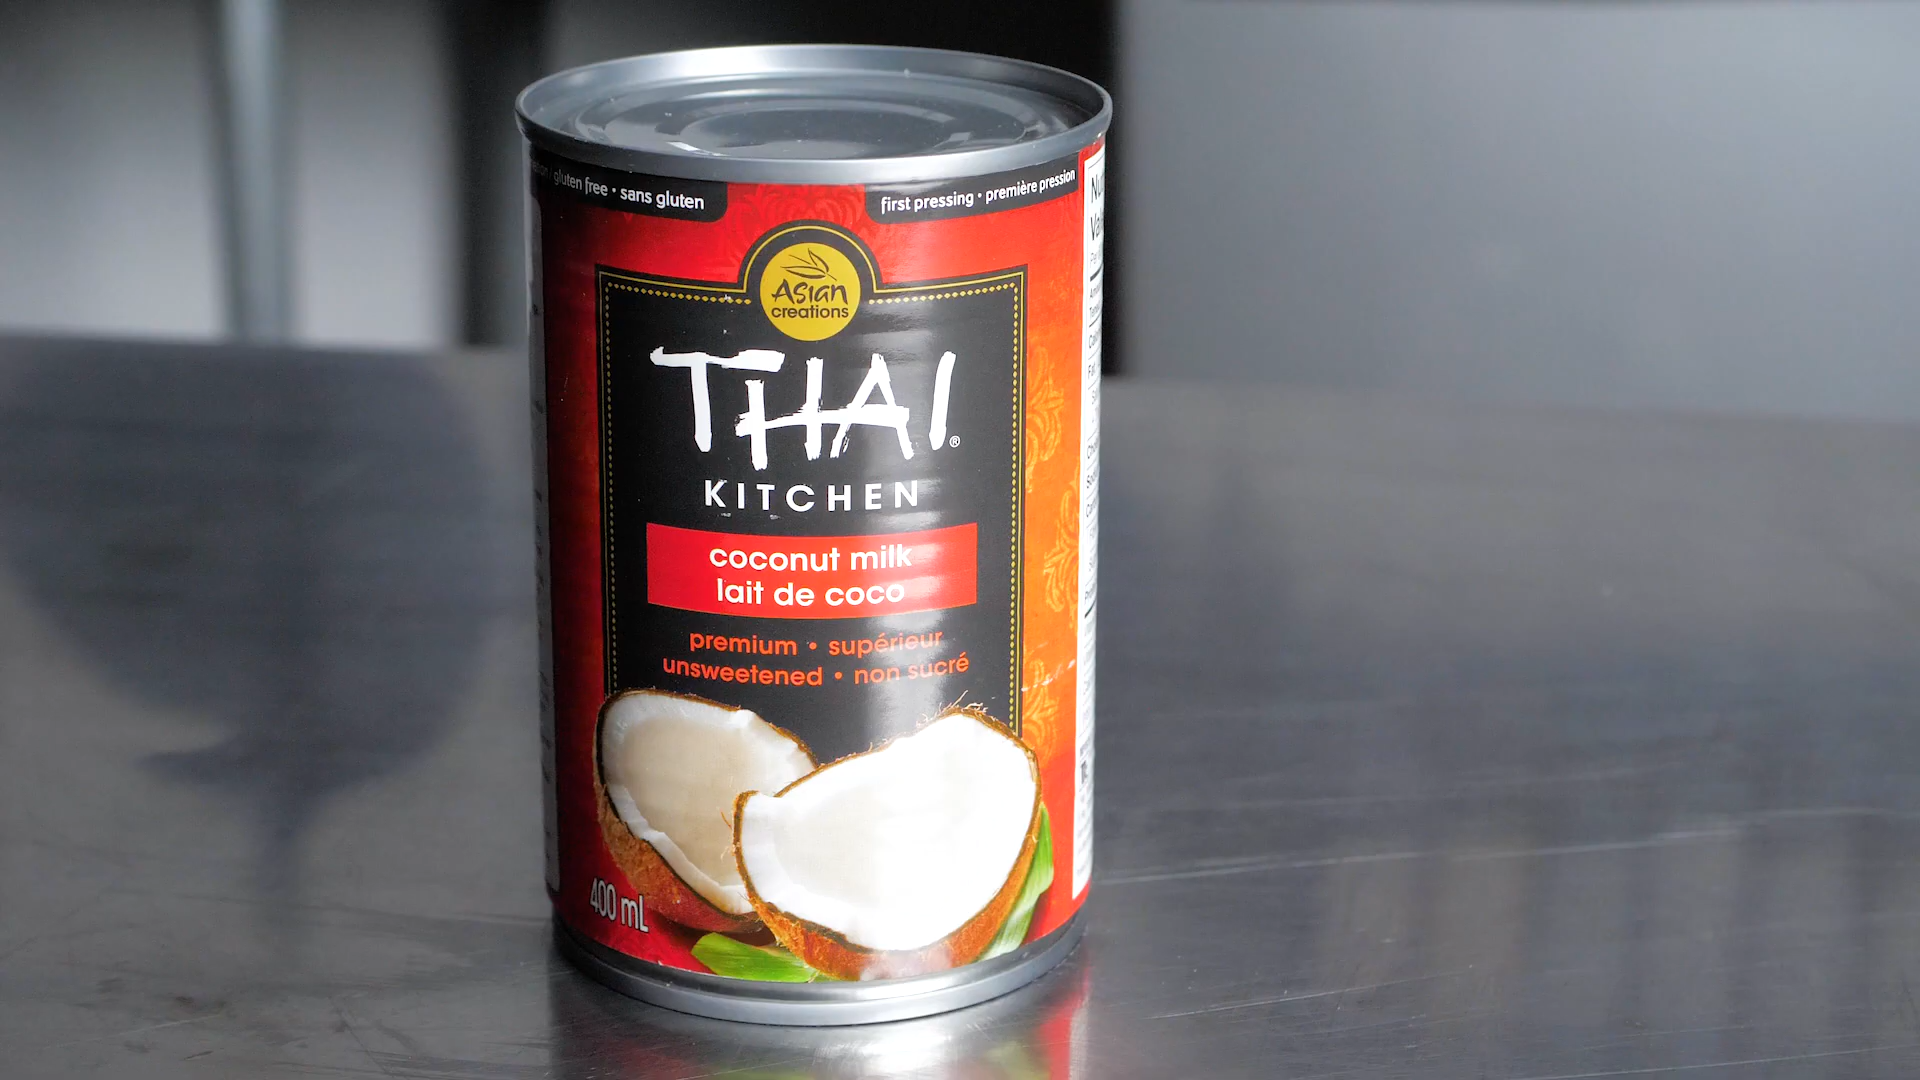 gluten free • sans gluten
first pressing • première pression
Asian
creations
THAI®
KITCHEN
coconut milk
lait de coco
premium • supérieur
unsweetened • non sucré
400 mL